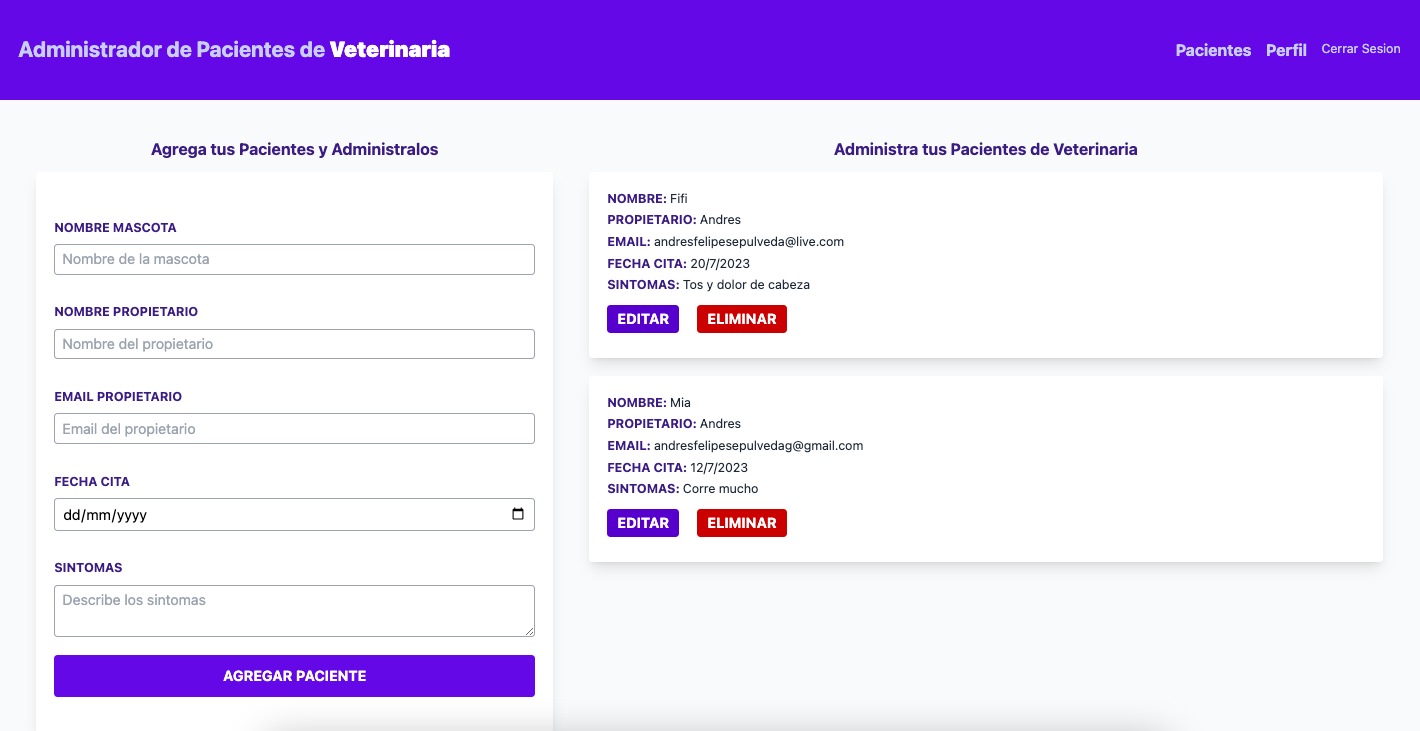 Administrador de Pacientes de Veterinaria
Pacientes Perfil Cerrar Sesion
Agrega tus Pacientes y Administralos
NOMBRE MASCOTA
Nombre de la mascota
NOMBRE PROPIETARIO
Nombre del propietario
EMAIL PROPIETARIO
Email del propietario
FECHA CITA
dd/mm/yyyy
SINTOMAS
Describe los sintomas
AGREGAR PACIENTE
Administra tus Pacientes de Veterinaria
NOMBRE: Fifi
PROPIETARIO: Andres
EMAIL: andresfelipesepulveda@live.com
FECHA CITA: 20/7/2023
SINTOMAS: Tos y dolor de cabeza
EDITAR ELIMINAR
NOMBRE: Mia
PROPIETARIO: Andres
EMAIL: andresfelipesepulvedag@gmail.com
FECHA CITA: 12/7/2023
SINTOMAS: Corre mucho
EDITAR ELIMINAR